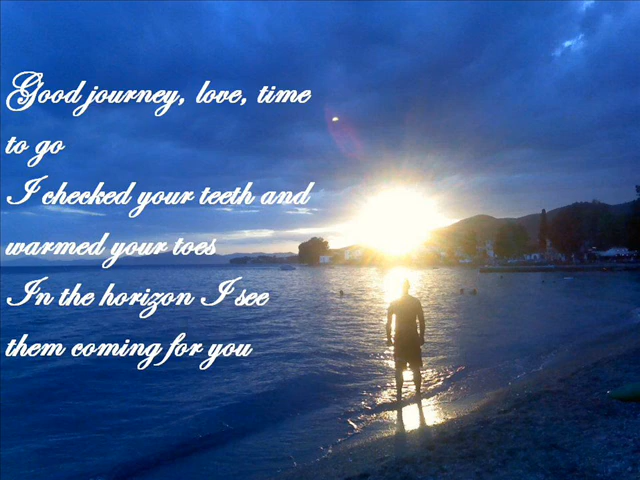 Good journey, love, time
to go
I checked your teeth and
warmed your toes
In the horizon I see
them coming for you